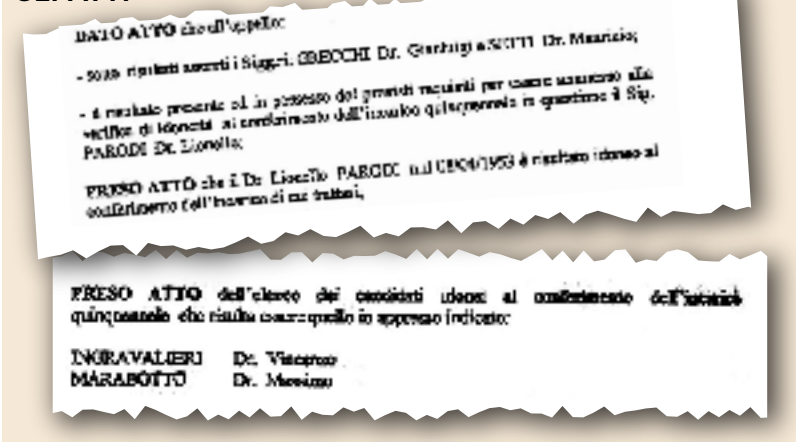 DATO ATTO che all'appello:
- sono risultati assenti i Sigg.ri. GRECCHI Dr. Gianluigi e SETTI Dr. Maurizio;
- è risultato presente ed in possesso dei previsti requisiti per essere ammesso alla
verifica di idoneità al conferimento dell'incarico quinquennale in questione il Sig.
PARODI Dr. Lionello;
PRESO ATTO che il Dr. Lionello PARODI nel 08/04/1953 è risultato idoneo al
conferimento dell'incarico di cui trattasi,
PRESO ATTO dell'elenco dei candidati idonei al conferimento dell'incarico
quinquennale che risulta essere quello in appresso indicato:
INGRAVALIERI Dr. Vincenzo
MARABOTTO Dr. Massimo